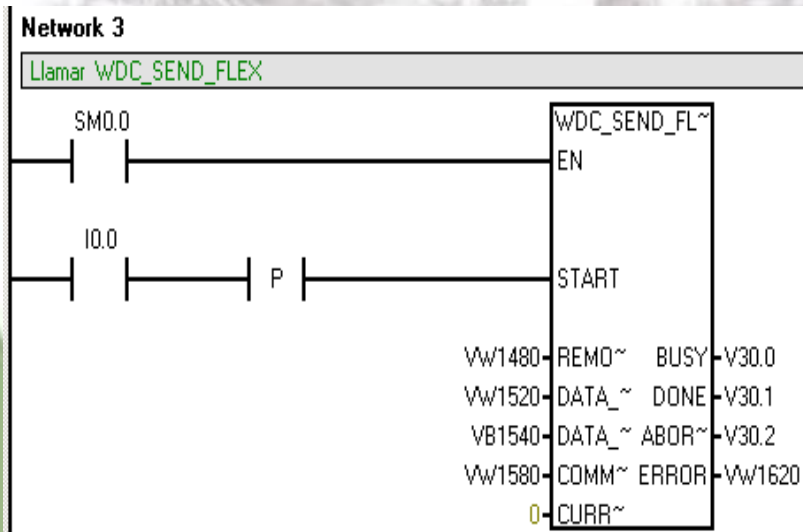 Network 3
Llamar WDC_SEND_FLEX
SM0.0
WDC_SEND_FL~
EN
I0.0
P
START
VW1480 REMO~ BUSY V30.0
VW1520 DATA_~ DONE V30.1
VB1540 DATA_~ ABOR~ V30.2
VW1580 COMM~ ERROR VW1620
0 CURR~